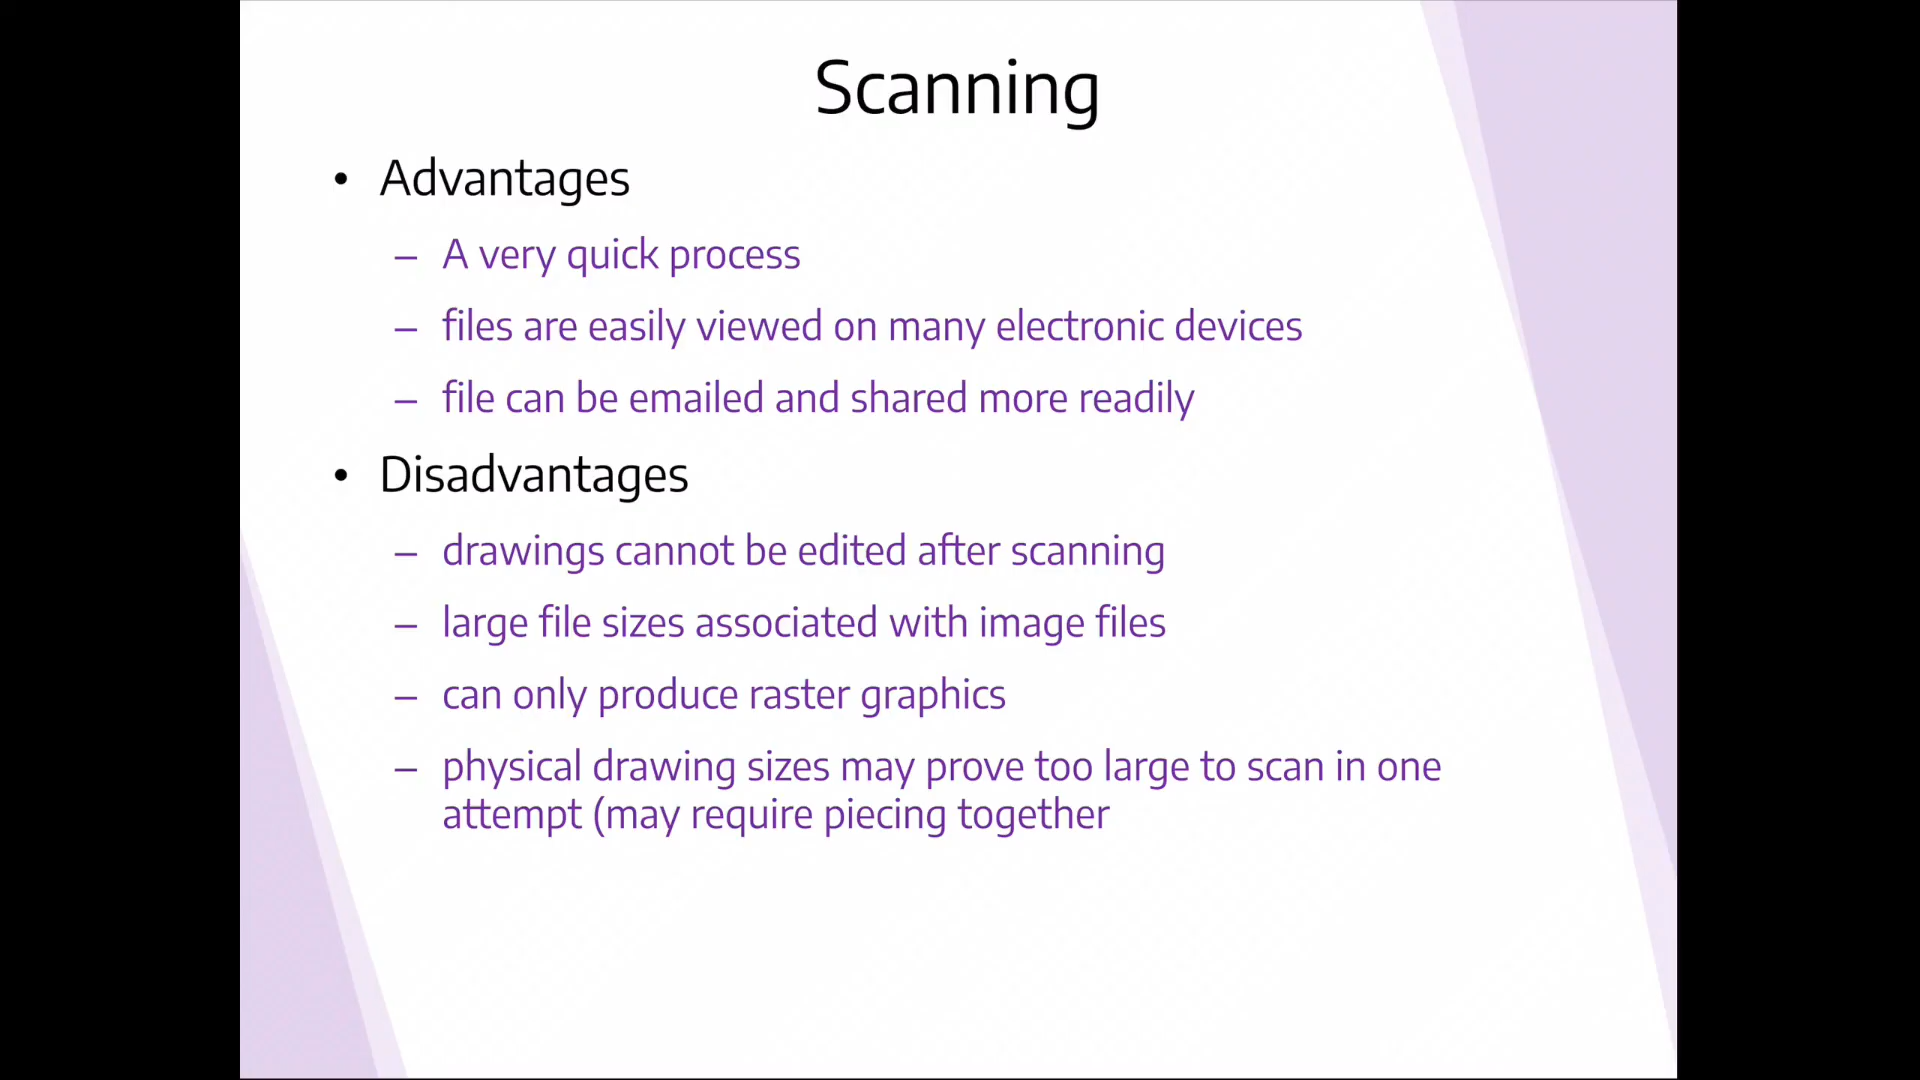 Scanning
• Advantages
– A very quick process
– files are easily viewed on many electronic devices
– file can be emailed and shared more readily
• Disadvantages
– drawings cannot be edited after scanning
– large file sizes associated with image files
– can only produce raster graphics
– physical drawing sizes may prove too large to scan in one
attempt (may require piecing together